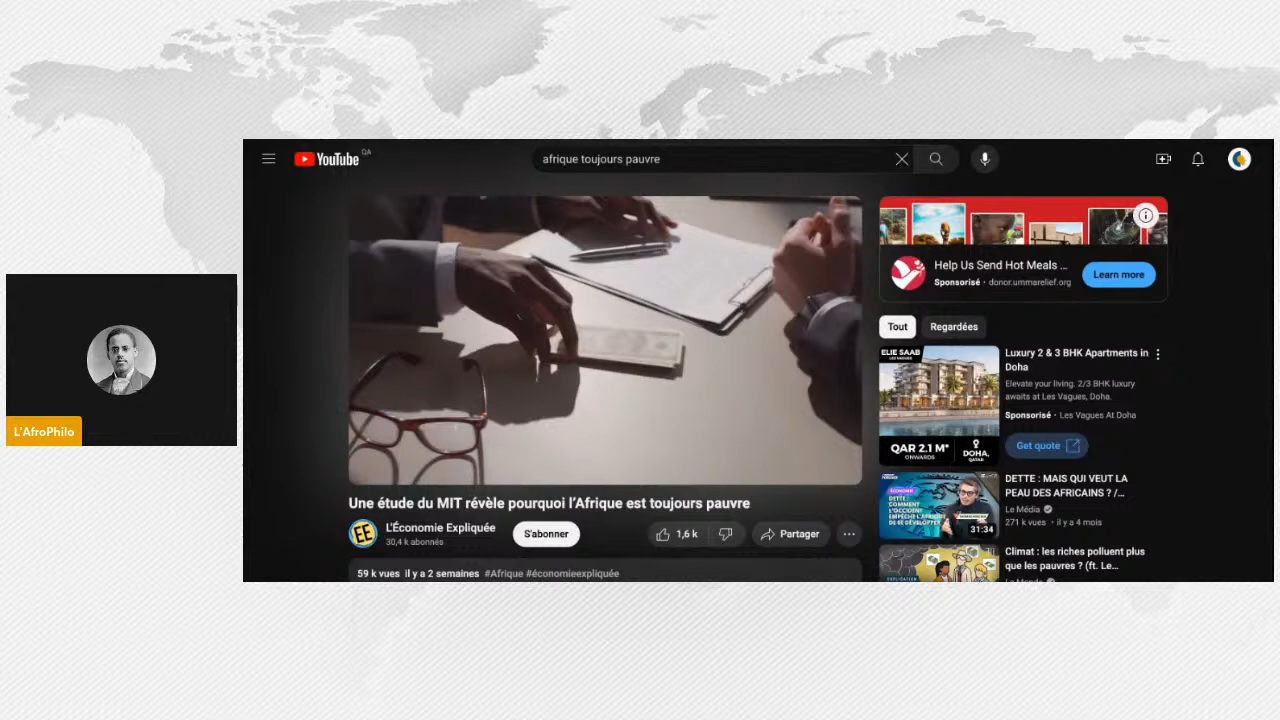 YouTube QA
afrique toujours pauvre
Help Us Send Hot Meals ...
Sponsorisé · donor.ummarelief.org
Learn more
Tout
Regardées
ELIE SAAB
LES VAGUES
QAR 2.1 M*
ONWARDS
DOHA,
QATAR
Luxury 2 & 3 BHK Apartments in
Doha
Elevate your living. 2/3 BHK luxury
awaits at Les Vagues, Doha.
Sponsorisé · Les Vagues At Doha
Get quote
L'AfroPhilo
Une étude du MIT révèle pourquoi l'Afrique est toujours pauvre
EE
L'Économie Expliquée
30,4 k abonnés
S'abonner
1,6 k
Partager
59 k vues il y a 2 semaines #Afrique #économieexpliquée
DETTE
COMMENT
L'OCCIDENT
EMPÊCHE L'AFRIQUE
DE SE DÉVELOPPER
31:34
DETTE : MAIS QUI VEUT LA
PEAU DES AFRICAINS ? /...
Le Média
271 k vues · il y a 4 mois
EXPLICATION
Climat : les riches polluent plus
que les pauvres ? (ft. Le...
Le Monde